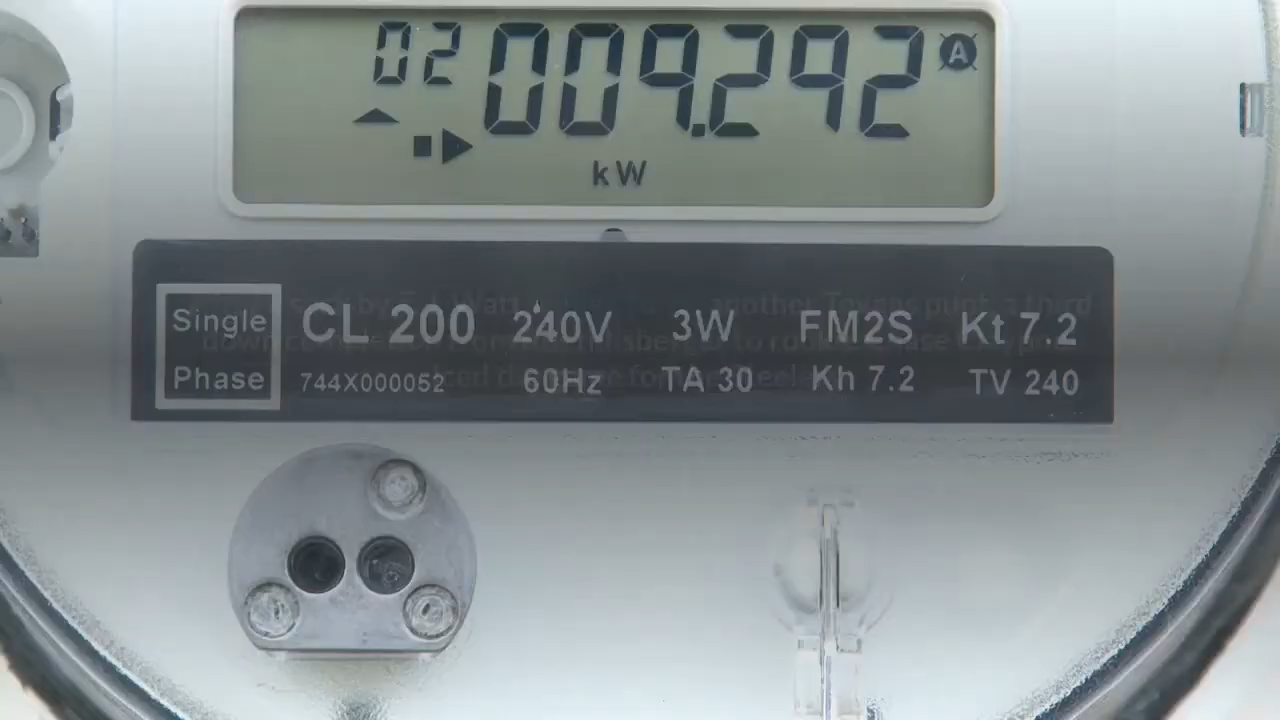 02 009.292 A
kW
Single Phase
CL 200 240V 3W FM2S Kt 7.2
744X000052 60Hz TA 30 Kh 7.2 TV 240
another